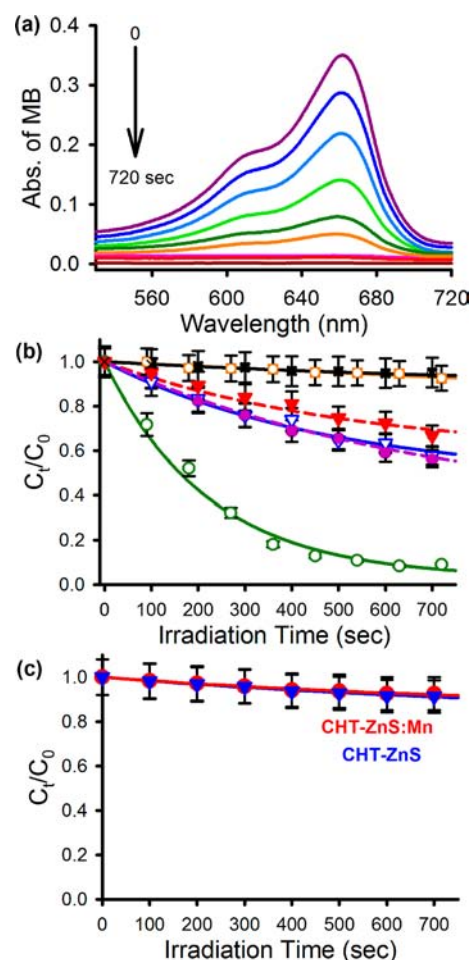 (a)
0
720 sec
Abs. of MB
0.4
0.3
0.2
0.1
0.0
560 600 640 680 720
Wavelength (nm)
(b)
C_t/C_0
1.0
0.8
0.6
0.4
0.2
0.0
0 100 200 300 400 500 600 700
Irradiation Time (sec)
(c)
C_t/C_0
1.0
0.8
0.6
0.4
0.2
0.0
CHT-ZnS:Mn
CHT-ZnS
0 100 200 300 400 500 600 700
Irradiation Time (sec)